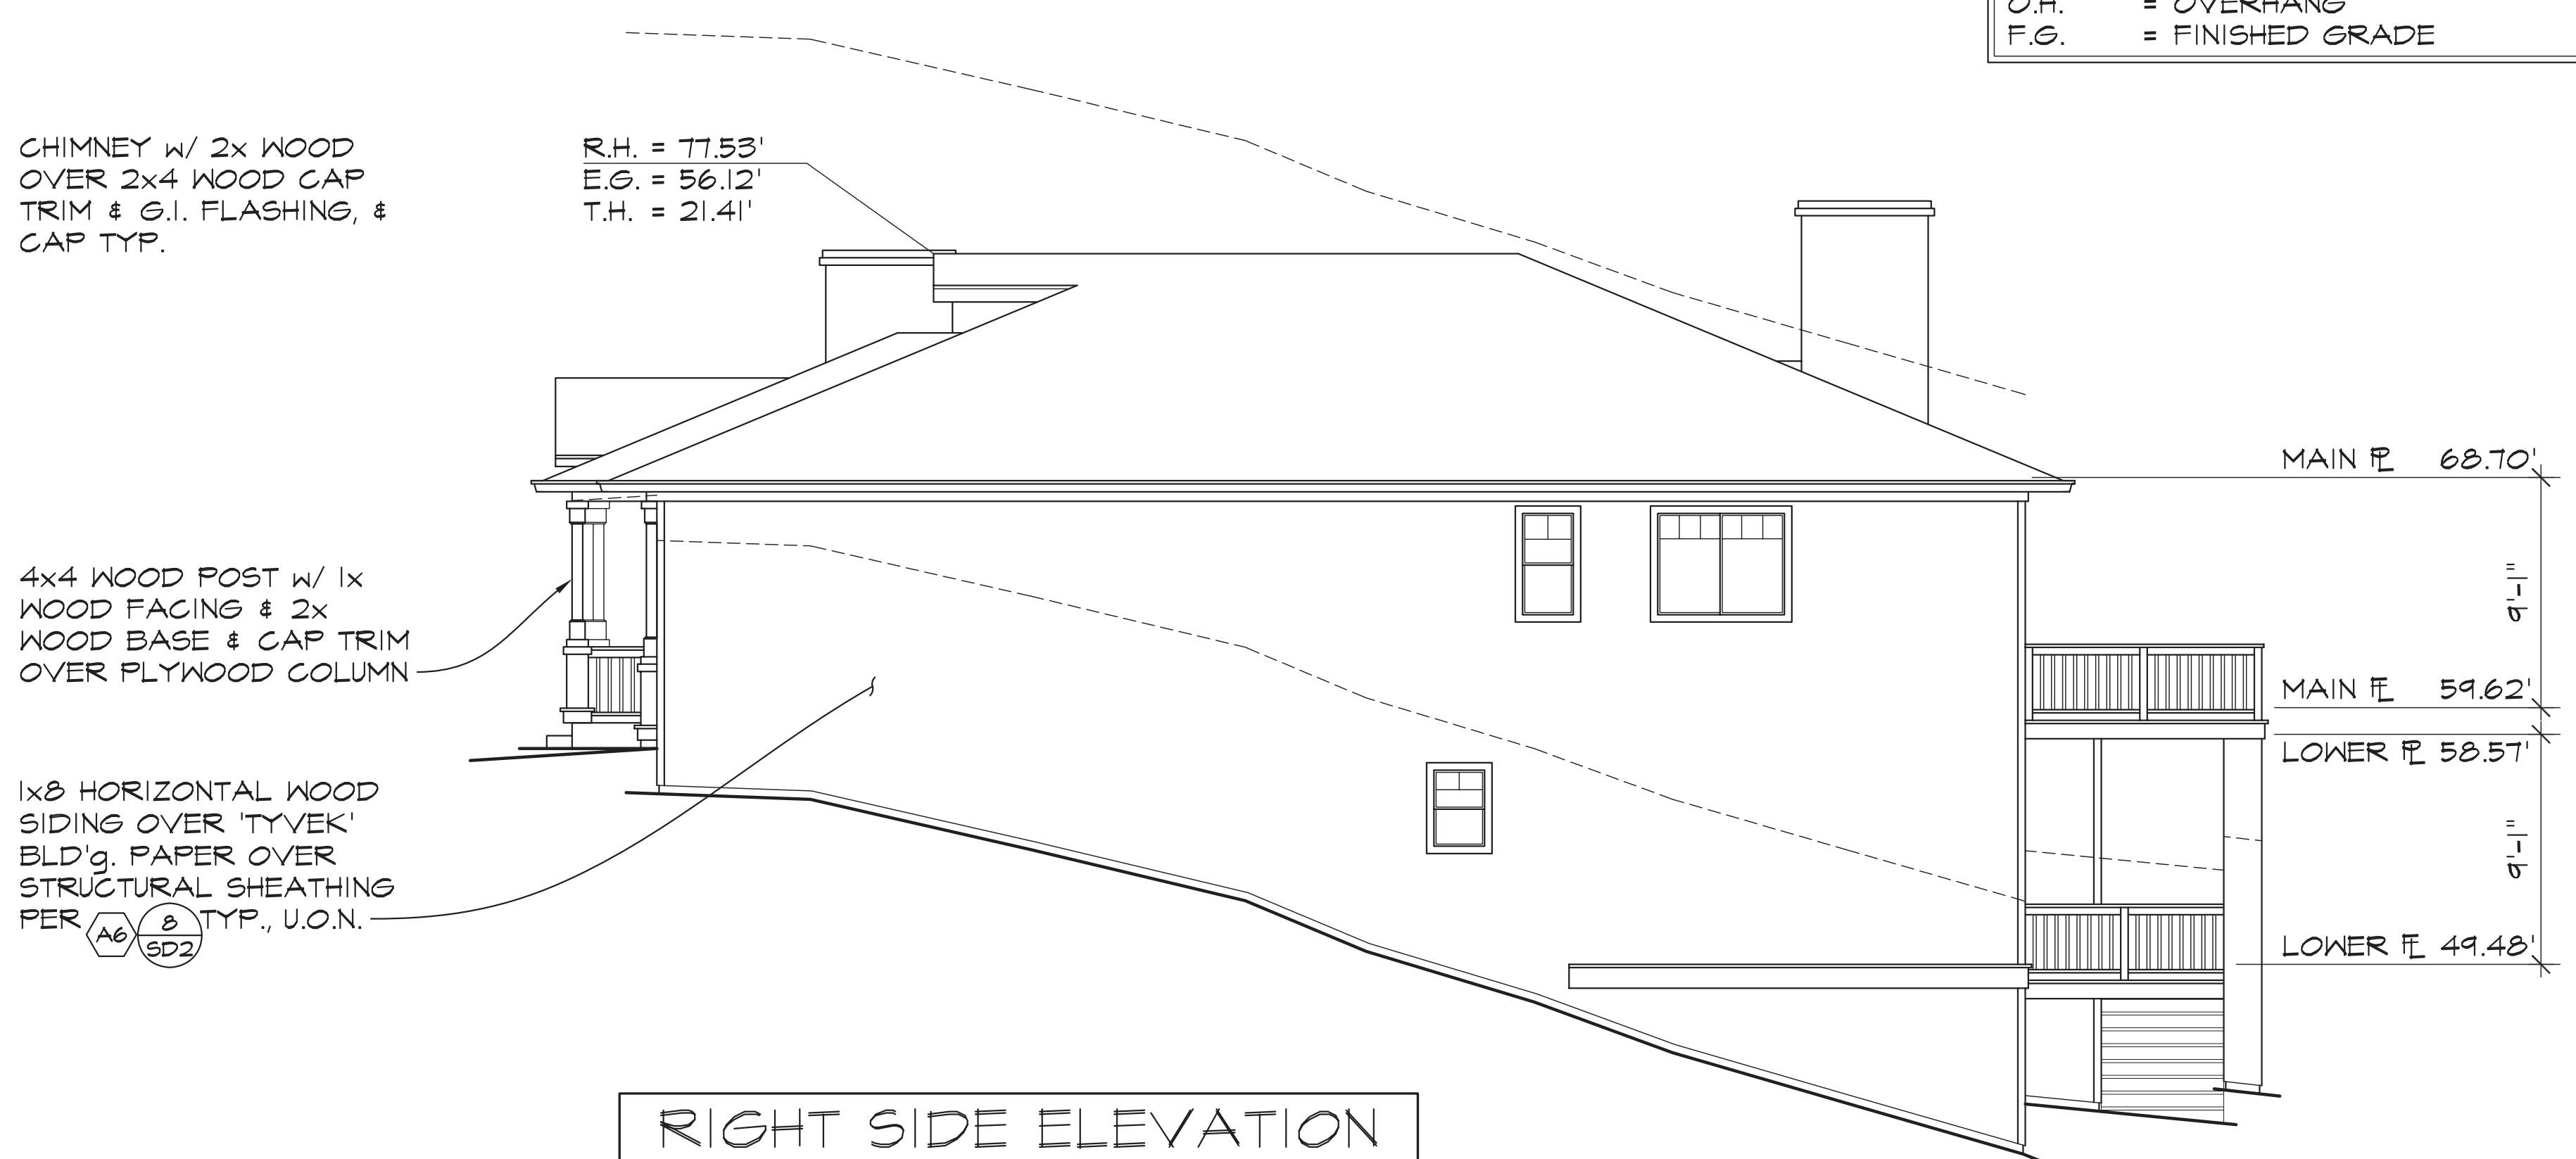 O.H. = OVERHANG
F.G. = FINISHED GRADE
CHIMNEY w/ 2x WOOD
OVER 2x4 WOOD CAP
TRIM & G.I. FLASHING, &
CAP TYP.
R.H. = 77.53'
E.G. = 56.12'
T.H. = 21.41'
MAIN PL 68.70'
9'-1"
4x4 WOOD POST w/ 1x
WOOD FACING & 2x
WOOD BASE & CAP TRIM
OVER PLYWOOD COLUMN
MAIN FL 59.62'
LOWER PL 58.57'
9'-1"
1x8 HORIZONTAL WOOD
SIDING OVER 'TYVEK'
BLD'g. PAPER OVER
STRUCTURAL SHEATHING
PER A6 8 SD2 TYP., U.O.N.
LOWER FL 49.48'
RIGHT SIDE ELEVATION